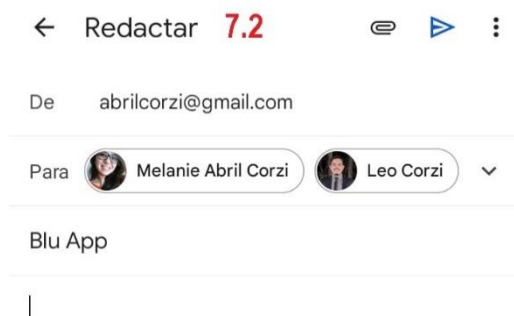 Redactar 7.2
De abrilcorzi@gmail.com
Para Melanie Abril Corzi Leo Corzi
Blu App